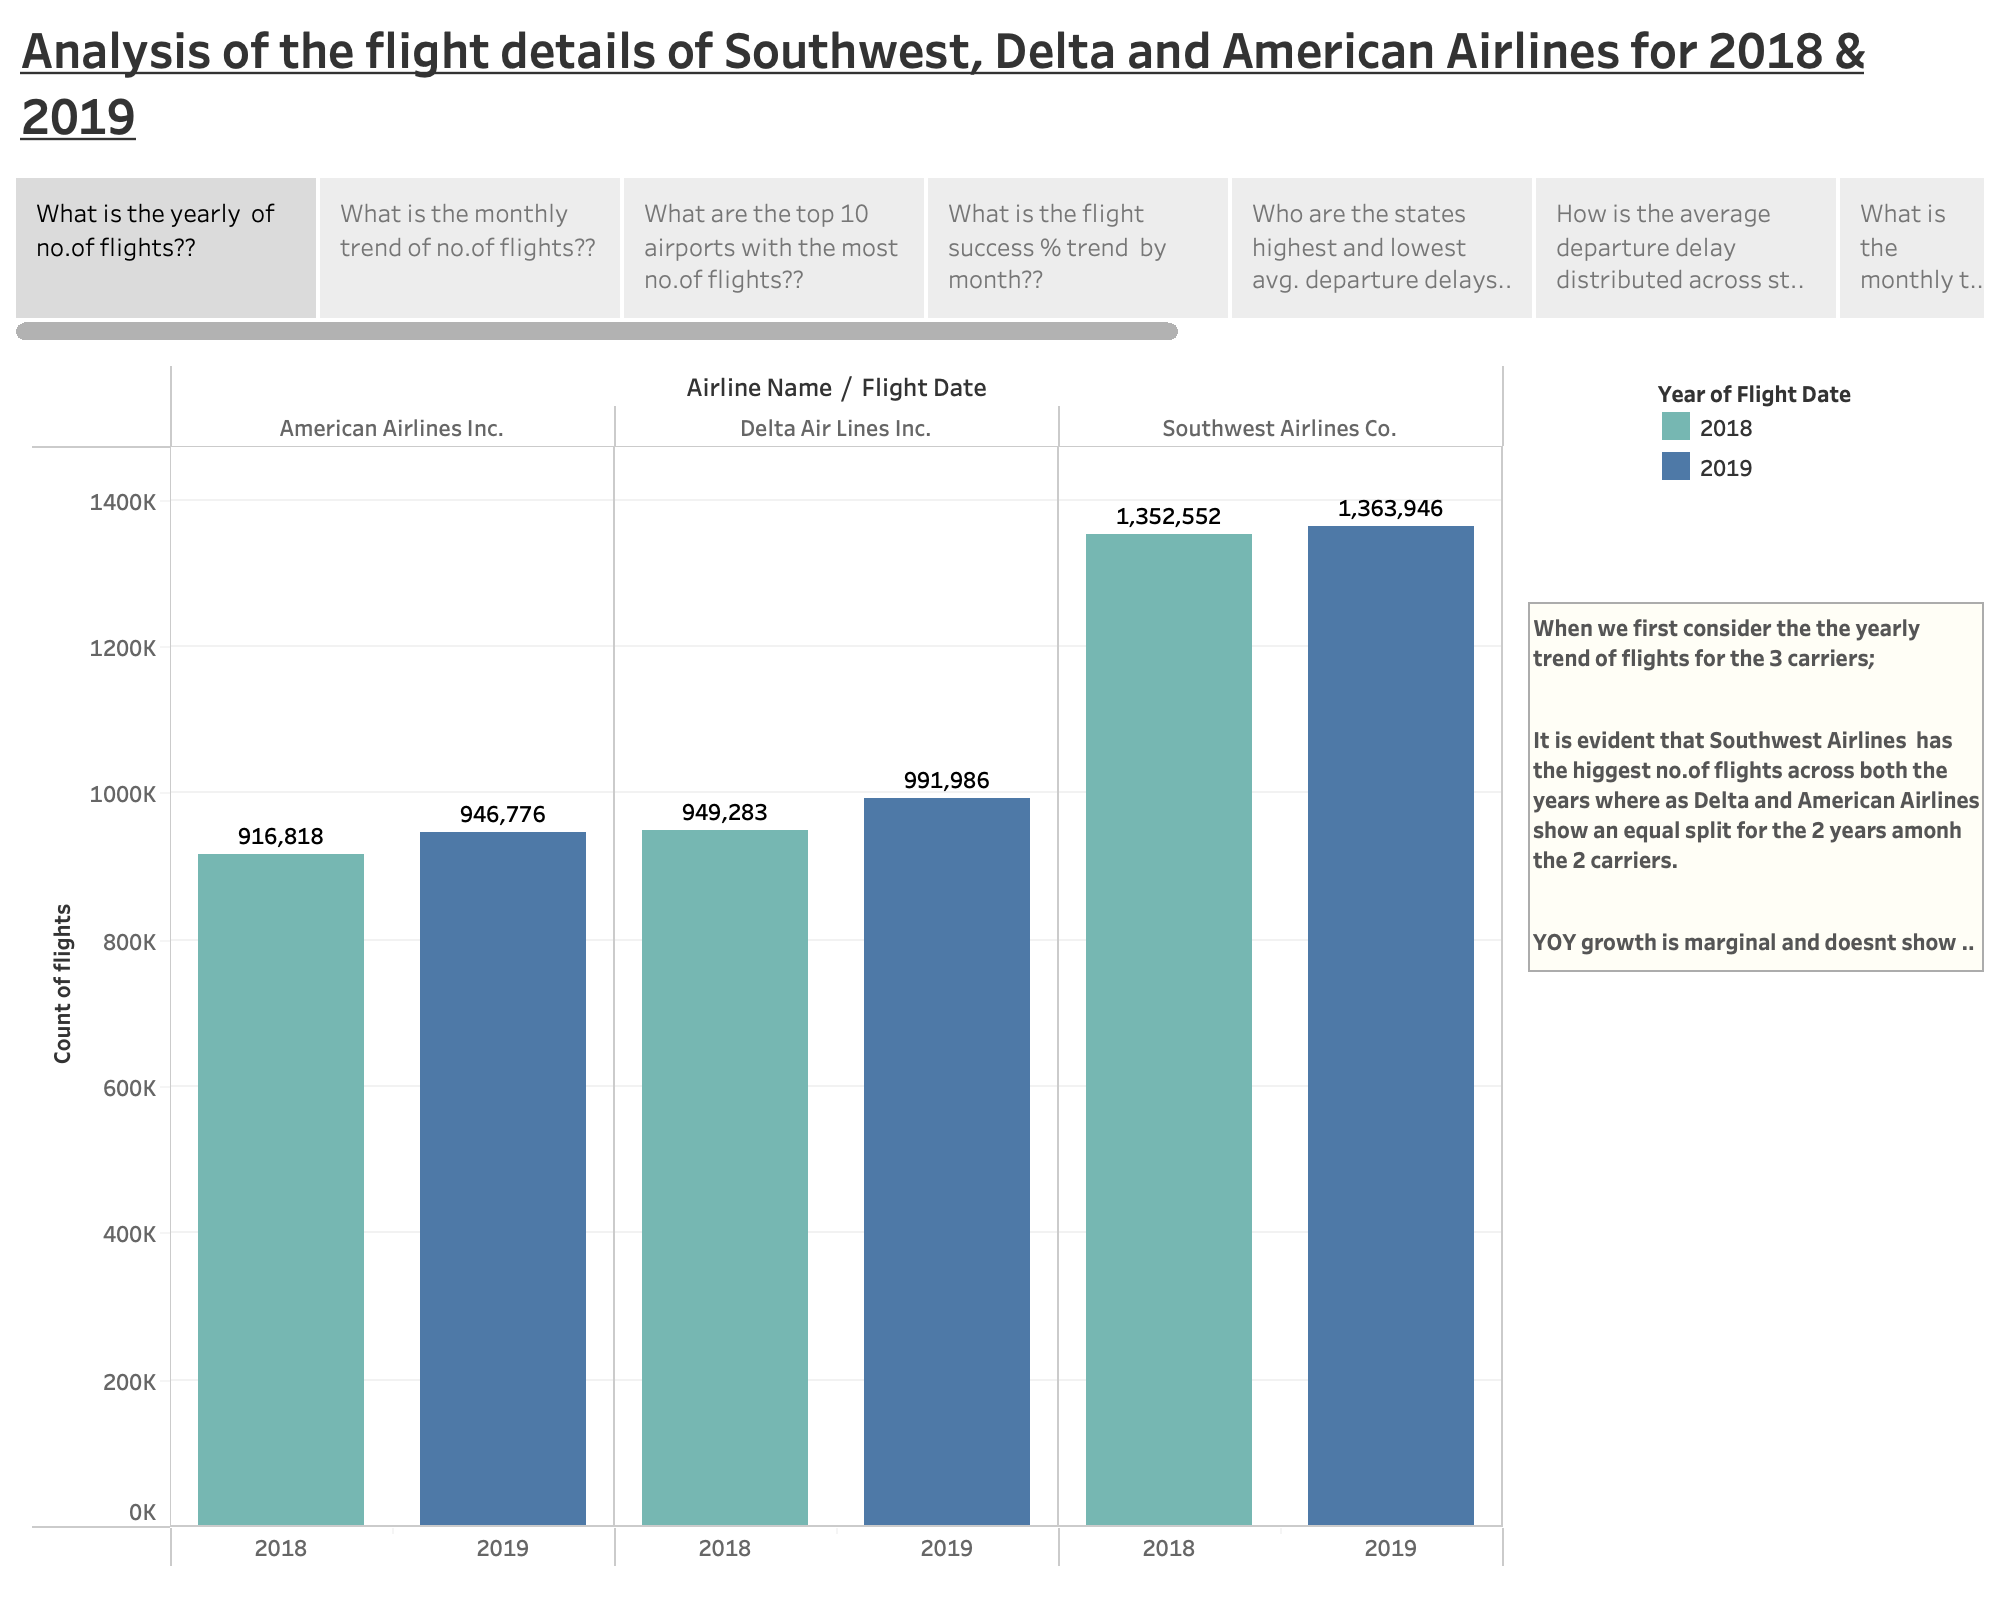 Analysis of the flight details of Southwest, Delta and American Airlines for 2018 &
2019
What is the yearly  of
no.of flights??
What is the monthly
trend of no.of flights??
What are the top 10
airports with the most
no.of flights??
What is the flight
success % trend  by
month??
Who are the states
highest and lowest
avg. departure delays..
How is the average
departure delay
distributed across st..
What is
the
monthly t..
Airline Name / Flight Date
American Airlines Inc.
Delta Air Lines Inc.
Southwest Airlines Co.
1400K
1200K
1000K
800K
600K
400K
200K
0K
Count of flights
916,818
946,776
949,283
991,986
1,352,552
1,363,946
2018
2019
2018
2019
2018
2019
Year of Flight Date
2018
2019
When we first consider the the yearly
trend of flights for the 3 carriers;
It is evident that Southwest Airlines  has
the higgest no.of flights across both the
years where as Delta and American Airlines
show an equal split for the 2 years amonh
the 2 carriers.
YOY growth is marginal and doesnt show ..